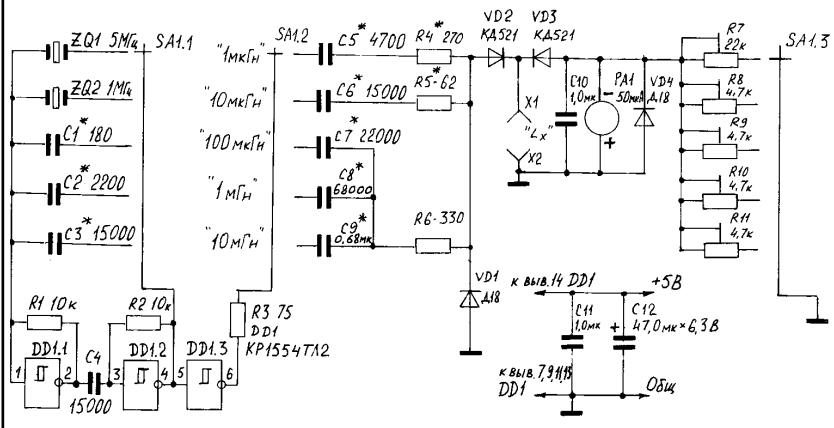 ZQ1 5МГц
SA1.1
ZQ2 1МГц
C1* 180
C2* 2200
C3* 15000
R1 10к
R2 10к
DD1.1
C4
DD1.2
DD1.3
1
2
3
4
5
6
15000
R3 75
DD1
КР1554ТЛ2
SA1.2
"1мкГн"
C5* 4700
R4* 270
"10мкГн"
C6* 15000
R5* 62
"100мкГн"
C7* 22000
"1мГн"
C8*
68000
"10мГн"
C9*
0,68мк
R6-330
VD1
Д18
VD2
КД521
VD3
КД521
X1
"Lx"
X2
C10
1,0мк
PA1
50мкА
-
+
VD4
Д18
R7
22к
SA1.3
R8
4,7к
R9
4,7к
R10
4,7к
R11
4,7к
к выв.14 DD1
+5В
C11
1,0мк
+
C12
47,0мк×6,3В
к выв.7,9,11,13
DD1
Общ